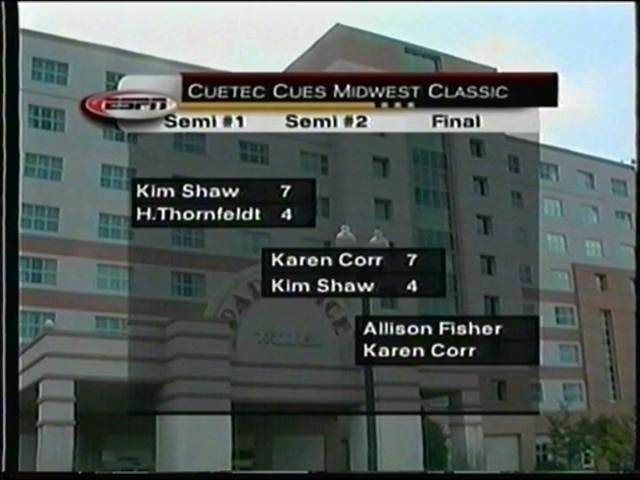 ESPN
CUETEC CUES MIDWEST CLASSIC
Semi #1 Semi #2 Final
Kim Shaw 7
H.Thornfeldt 4
Karen Corr 7
Kim Shaw 4
Allison Fisher
Karen Corr